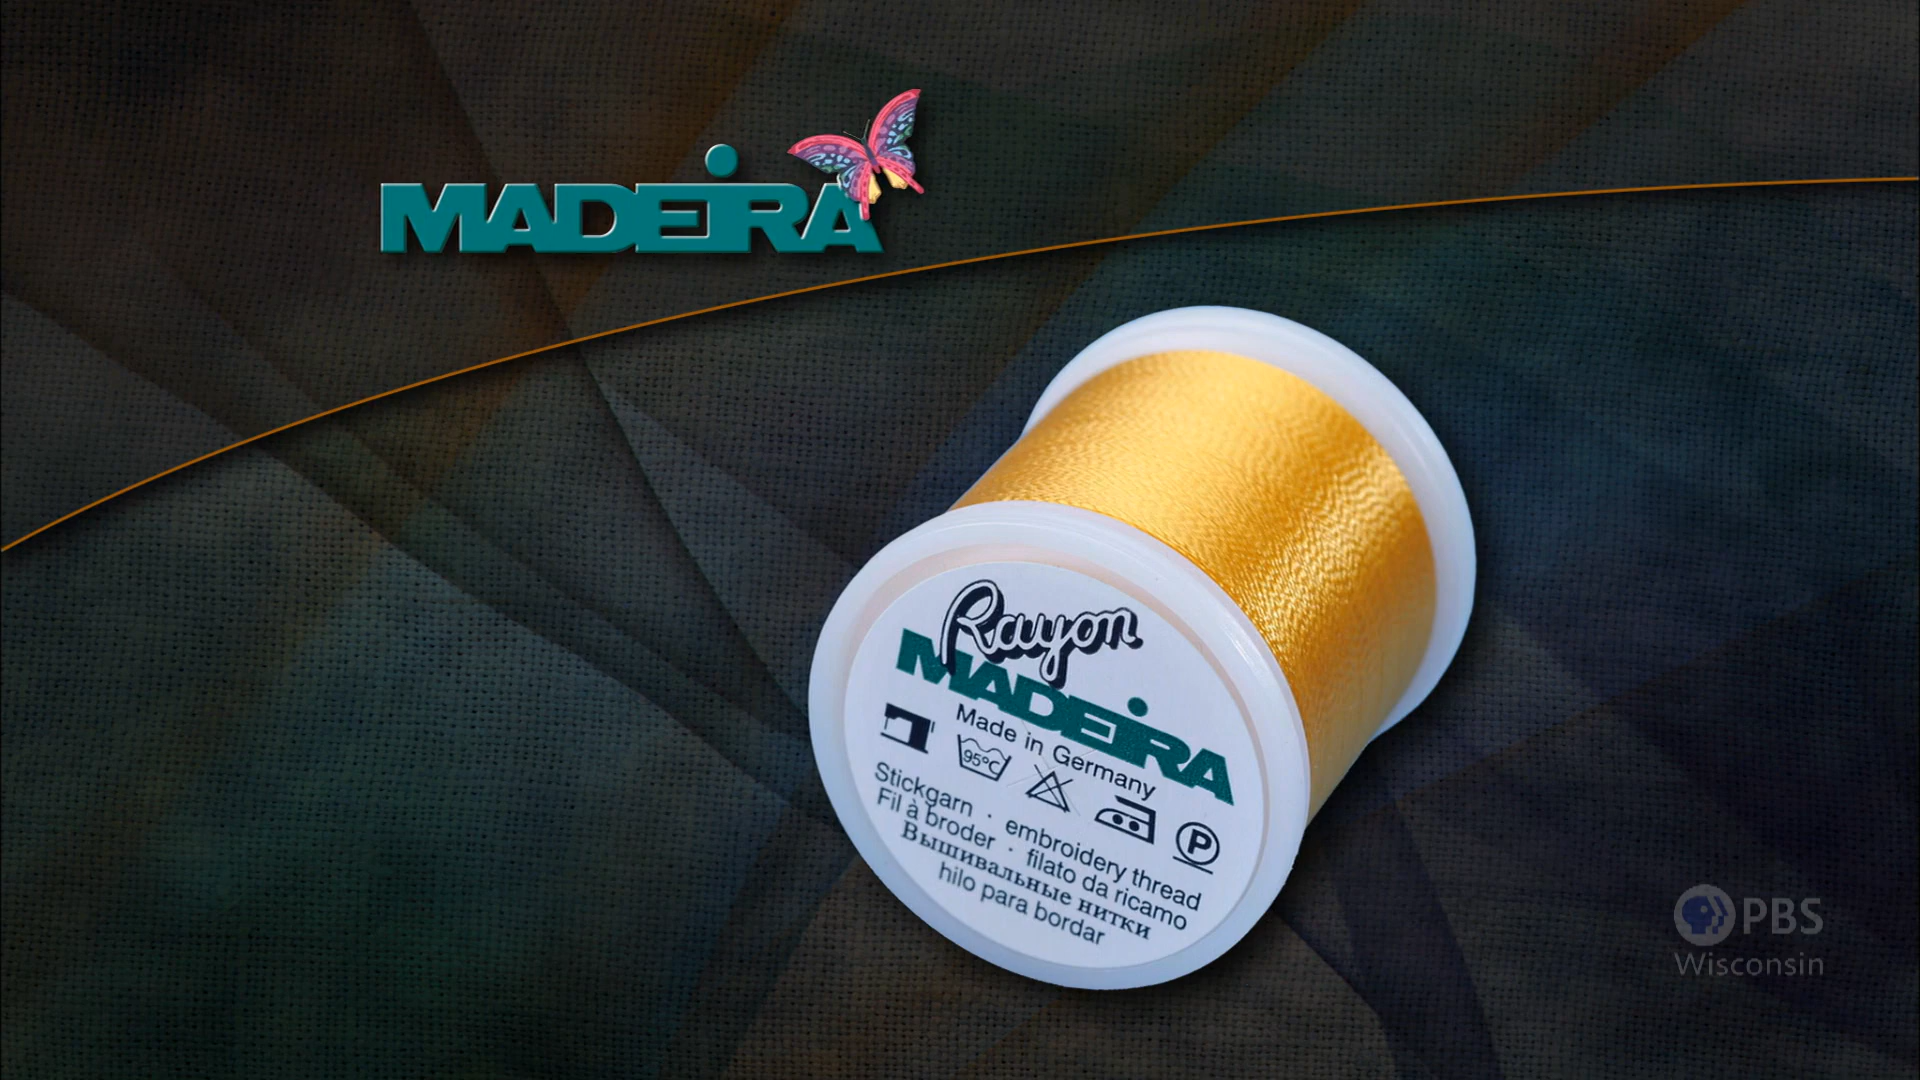 MADEIRA
Rayon
MADEIRA
Made in Germany
95°C
P
Stickgarn · embroidery thread
Fil à broder · filato da ricamo
Вышивальные нитки
hilo para bordar
PBS
Wisconsin